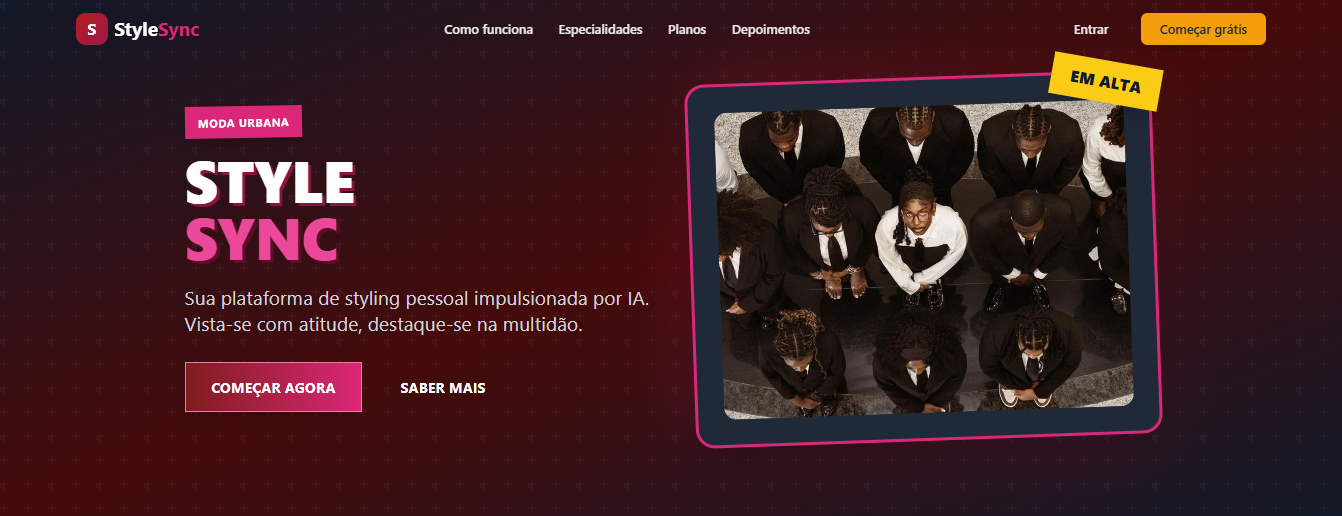 S StyleSync
Como funciona
Especialidades
Planos
Depoimentos
Entrar
Começar grátis
MODA URBANA
STYLE
SYNC
Sua plataforma de styling pessoal impulsionada por IA.
Vista-se com atitude, destaque-se na multidão.
COMEÇAR AGORA
SABER MAIS
EM ALTA